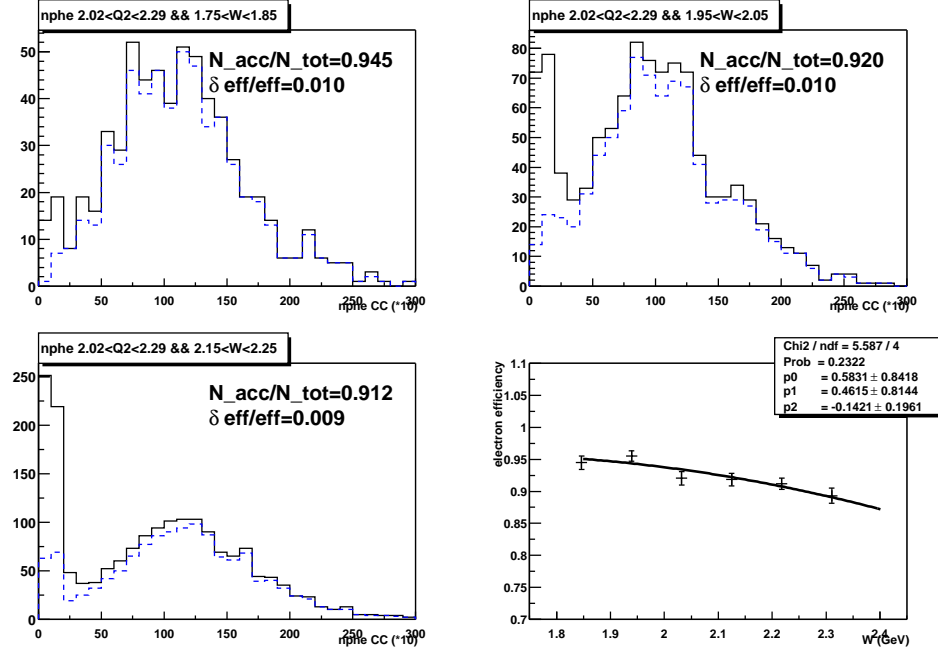 nphe 2.02<Q2<2.29 && 1.75<W<1.85
N_acc/N_tot=0.945
δ eff/eff=0.010
50
40
30
20
10
0
0 50 100 150 200 250 300
nphe CC (*10)
nphe 2.02<Q2<2.29 && 1.95<W<2.05
N_acc/N_tot=0.920
δ eff/eff=0.010
80
70
60
50
40
30
20
10
0
0 50 100 150 200 250 300
nphe CC (*10)
nphe 2.02<Q2<2.29 && 2.15<W<2.25
N_acc/N_tot=0.912
δ eff/eff=0.009
250
200
150
100
50
0
0 50 100 150 200 250 300
nphe CC (*10)
Chi2 / ndf = 5.587 / 4
Prob = 0.2322
p0 = 0.5831 ± 0.8418
p1 = 0.4615 ± 0.8144
p2 = -0.1421 ± 0.1961
electron efficiency
1.1
1.05
1
0.95
0.9
0.85
0.8
0.75
0.7
1.8 1.9 2 2.1 2.2 2.3 2.4
W (GeV)